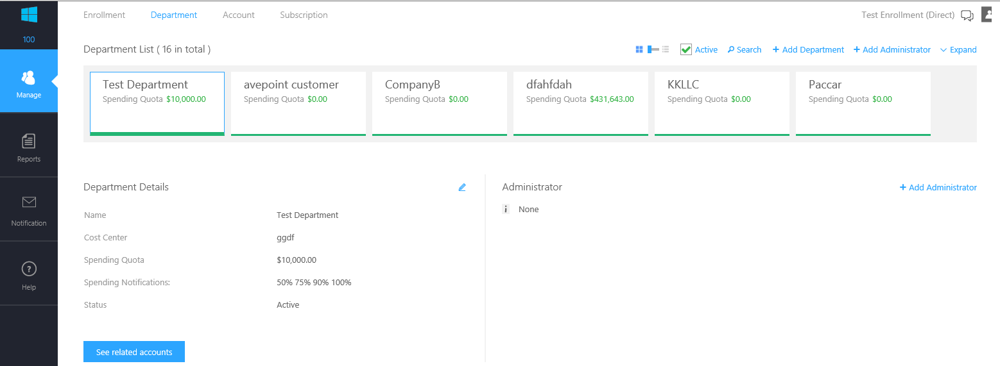 Enrollment Department Account Subscription Test Enrollment (Direct)
100
Department List ( 16 in total ) Active Search + Add Department + Add Administrator Expand
Manage
Test Department avepoint customer CompanyB dfahfdah KKLLC Paccar
Spending Quota $10,000.00 Spending Quota $0.00 Spending Quota $0.00 Spending Quota $431,643.00 Spending Quota $0.00 Spending Quota $0.00
Reports
Notification
Help
Department Details
Name Test Department
Cost Center ggdf
Spending Quota $10,000.00
Spending Notifications: 50% 75% 90% 100%
Status Active
See related accounts
Administrator + Add Administrator
i None